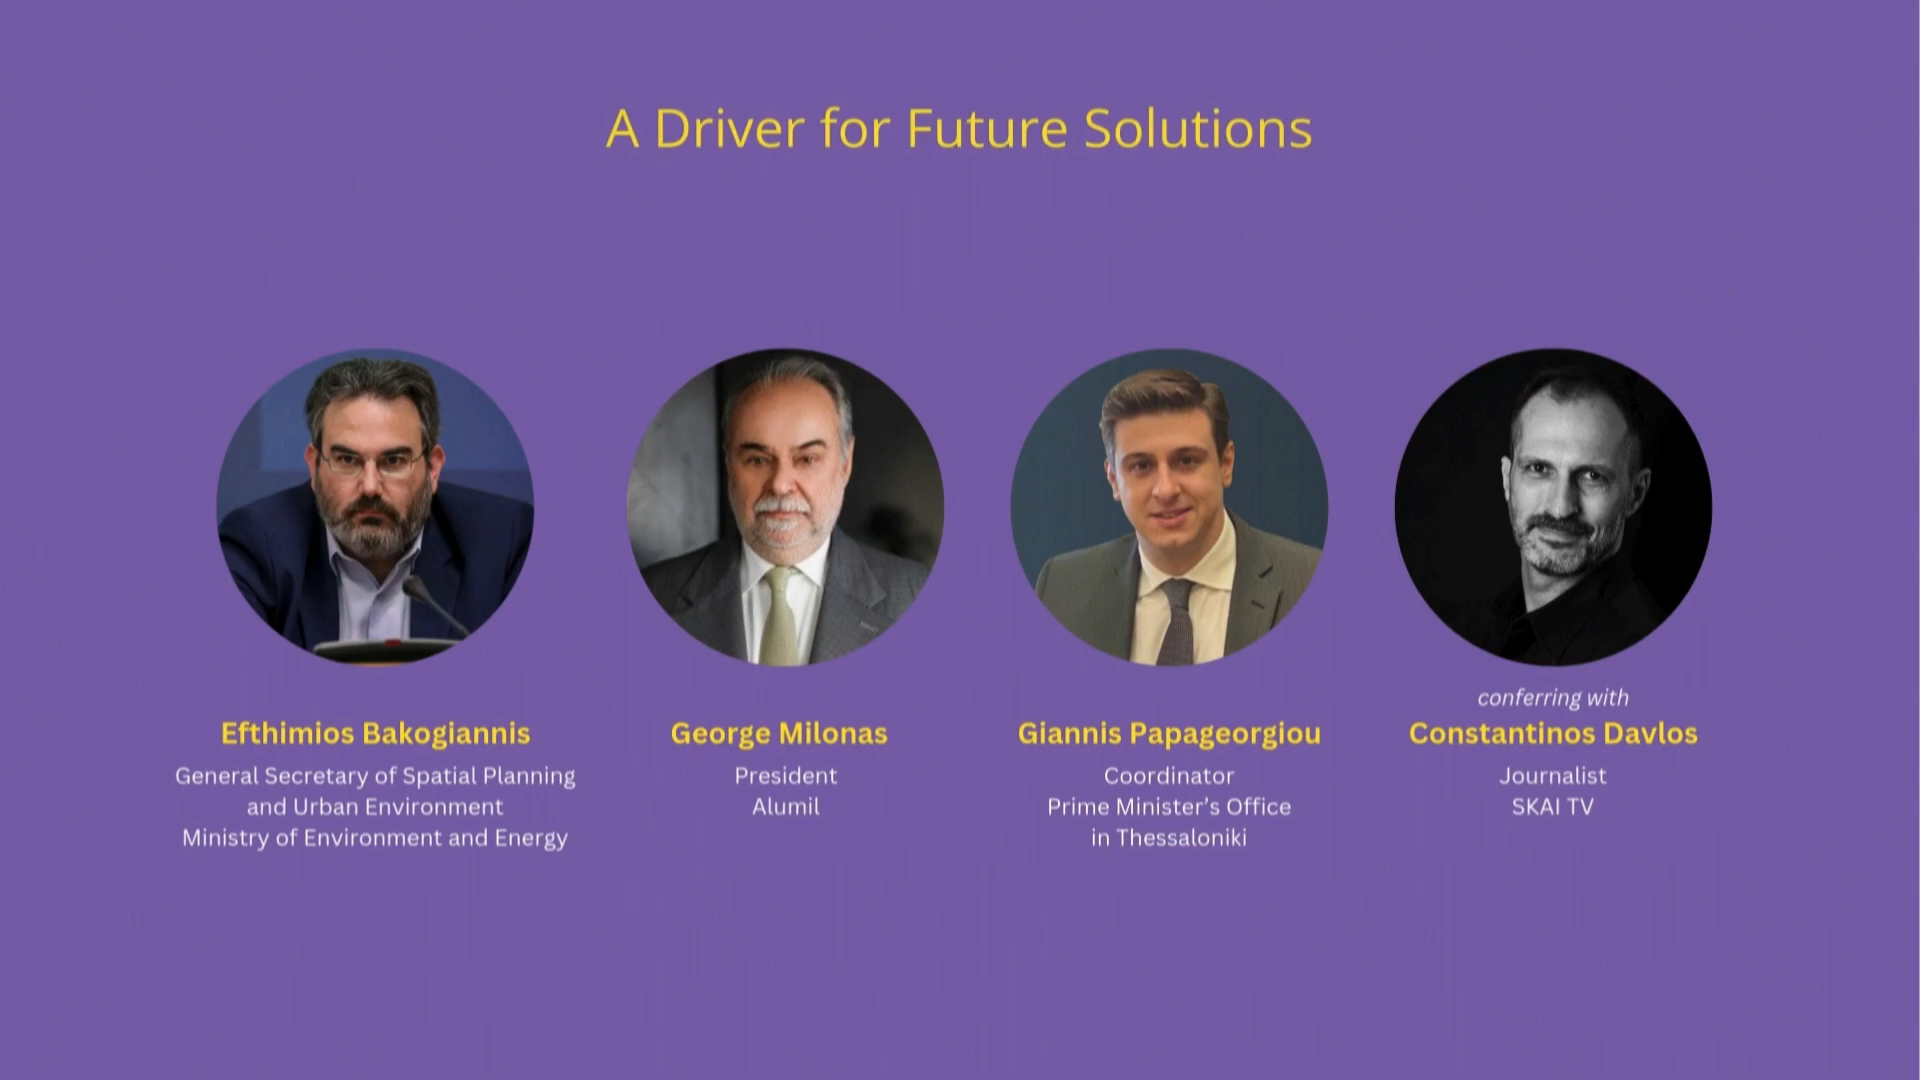 A Driver for Future Solutions
Efthimios Bakogiannis
General Secretary of Spatial Planning
and Urban Environment
Ministry of Environment and Energy
George Milonas
President
Alumil
Giannis Papageorgiou
Coordinator
Prime Minister's Office
in Thessaloniki
conferring with
Constantinos Davlos
Journalist
SKAI TV